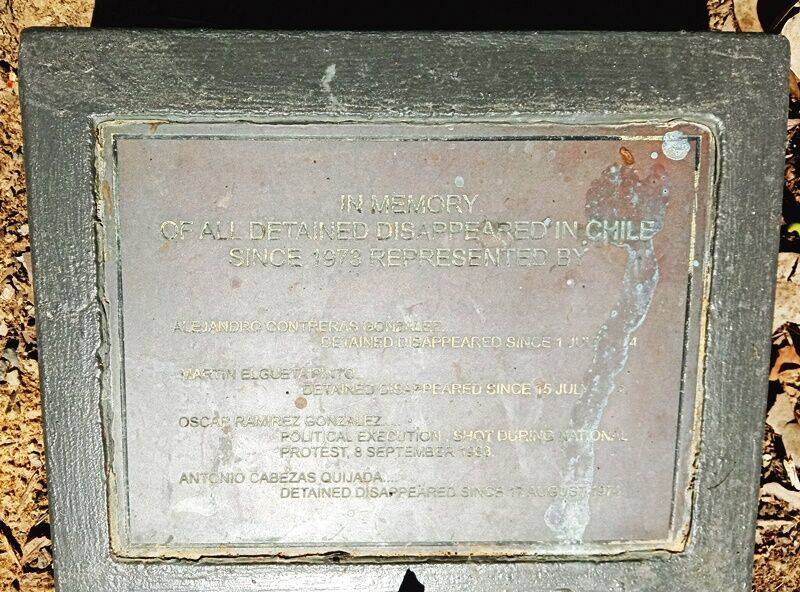 IN MEMORY
OF ALL DETAINED DISAPPEARED IN CHILE
SINCE 1973 REPRESENTED BY
ALEJANDRO CONTRERAS
DETAINED DISAPPEARED SINCE 1
MARTIN ELGUETA PINTO
DETAINED DISAPPEARED SINCE 15 JULY
OSCAR RAMIREZ GONZALEZ....
POLITICAL EXECUTION, SHOT DURING NATIONAL
PROTEST, 8 SEPTEMBER
ANTONIO CABEZAS QUIJADA....
DETAINED DISAPPEARED SINCE 17 AUGUST